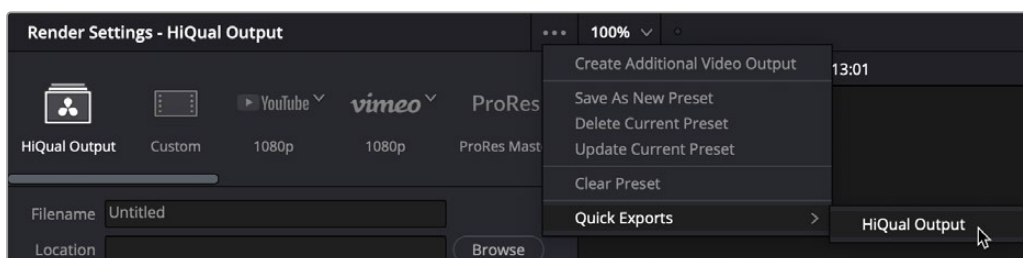 Render Settings - HiQual Output
100%
Create Additional Video Output
13:01
Save As New Preset
Delete Current Preset
Update Current Preset
Clear Preset
Quick Exports
HiQual Output
YouTube
vimeo
ProRes
HiQual Output
Custom
1080p
1080p
ProRes Mast
Filename
Untitled
Location
Browse